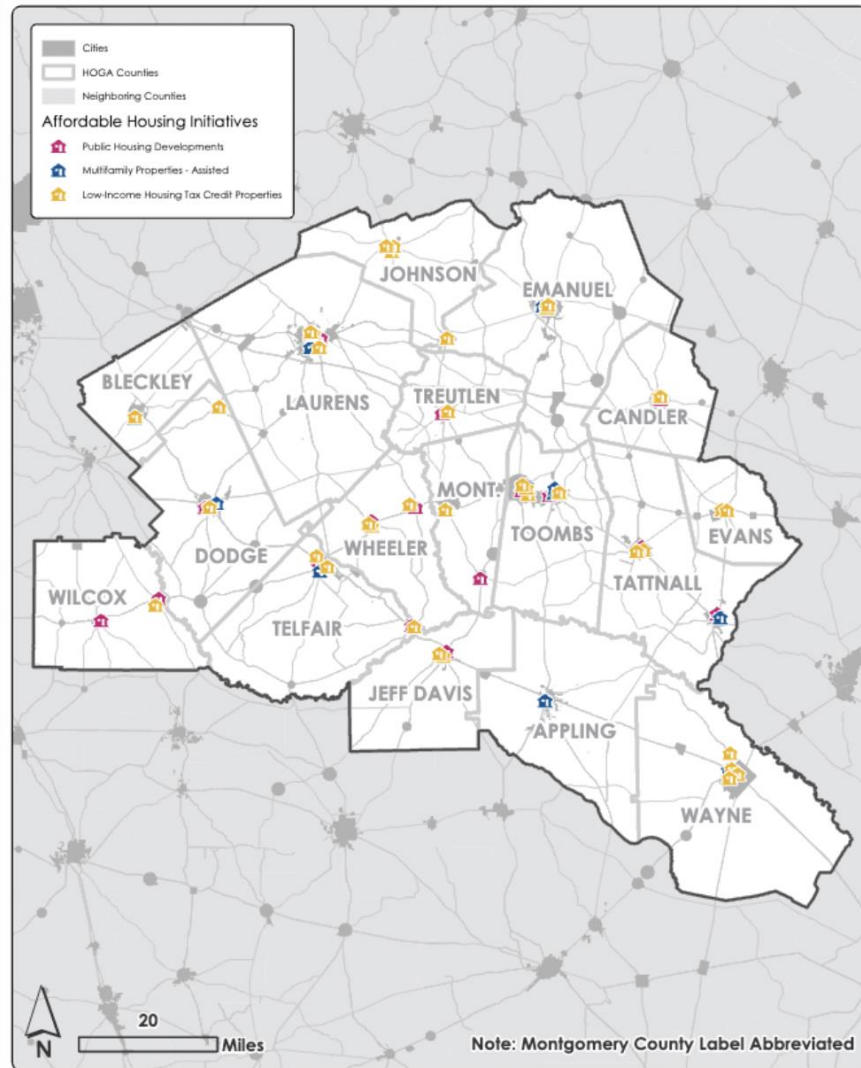 Cities
HOGA Counties
Neighboring Counties
Affordable Housing Initiatives
Public Housing Developments
Multifamily Properties - Assisted
Low-Income Housing Tax Credit Properties
JOHNSON
EMANUEL
BLECKLEY
LAURENS
TREUTLEN
CANDLER
MONT.
TOOMBS
EVANS
WHEELER
DODGE
TATTNALL
WILCOX
TELFAIR
JEFF DAVIS
APPLING
WAYNE
N
20
Miles
Note: Montgomery County Label Abbreviated